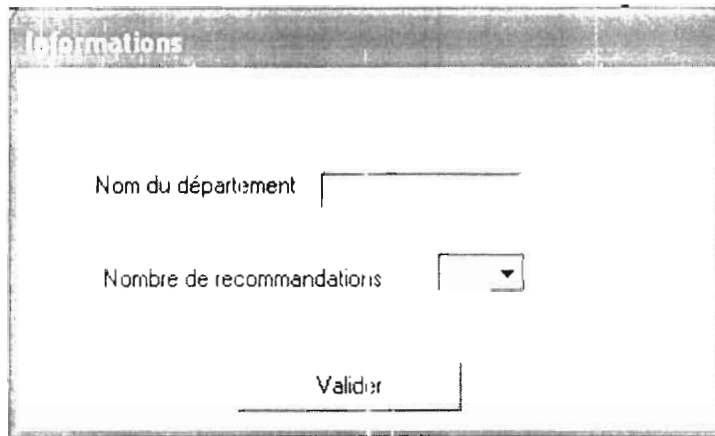 Informations
Nom du département
Nombre de recommandations
Valider